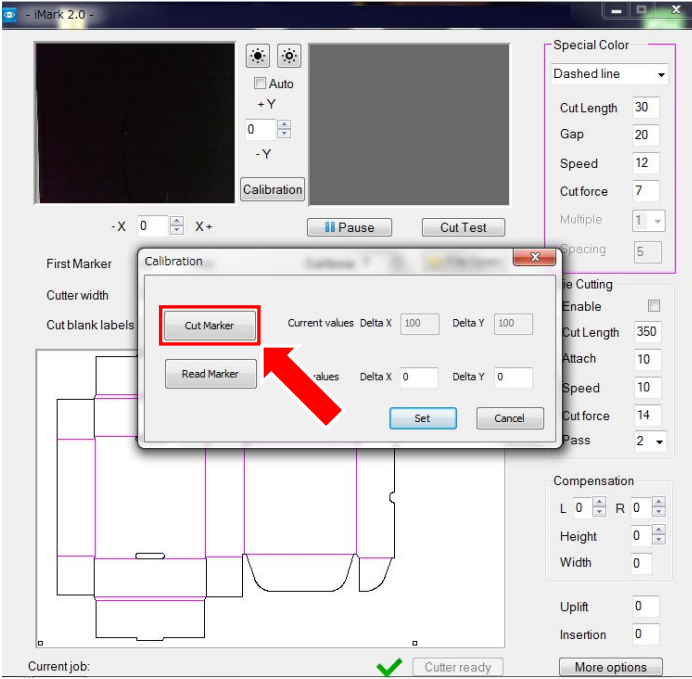 - iMark 2.0 -
Auto
+ Y
0
- Y
Calibration
- X 0 X +
Pause
Cut Test
First Marker
Cutter width
Cut blank labels
Special Color
Dashed line
Cut Length 30
Gap 20
Speed 12
Cut force 7
Multiple 1
Spacing 5
Calibration
Cut Marker
Current values Delta X 100 Delta Y 100
Read Marker
values Delta X 0 Delta Y 0
Set
Cancel
ie Cutting
Enable
Cut Length 350
Attach 10
Speed 10
Cut force 14
Pass 2
Compensation
L 0 R 0
Height 0
Width 0
Uplift 0
Insertion 0
Current job:
Cutter ready
More options